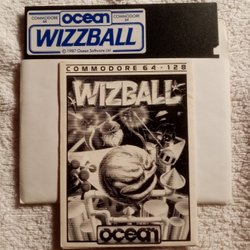 COMMODORE
64
ocean
COMMODORE
64
WIZZBALL
© 1987 Ocean Software Ltd
COMMODORE 64 · 128
WIZBALL
ocean